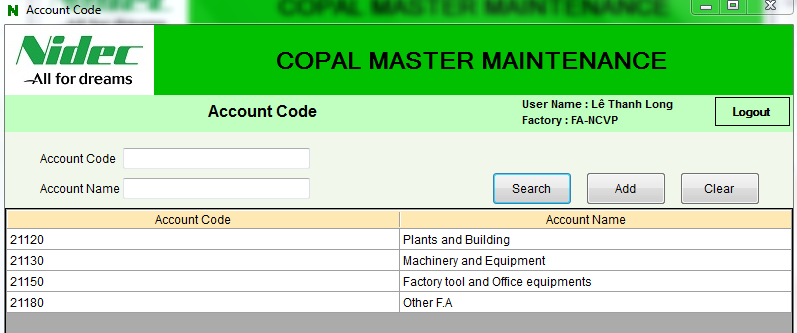 Account Code
Nidec
All for dreams
COPAL MASTER MAINTENANCE
Account Code
User Name : Lê Thanh Long
Factory : FA-NCVP
Logout
Account Code
Account Name
Search
Add
Clear
Account Code Account Name
21120 Plants and Building
21130 Machinery and Equipment
21150 Factory tool and Office equipments
21180 Other F.A